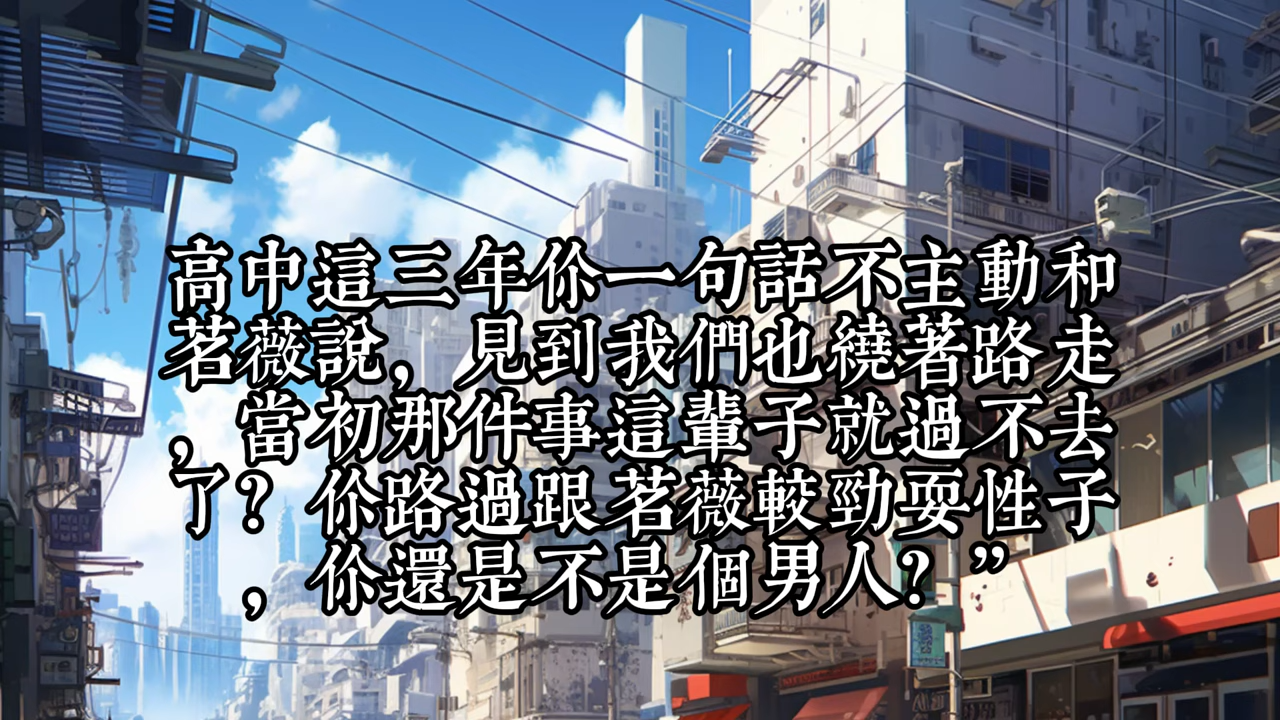 高中這三年你一句話不主動和
茗薇說，見到我們也繞著路走
，當初那件事這輩子就過不去
了？你路過跟茗薇較勁耍性子
，你還是不是個男人？”